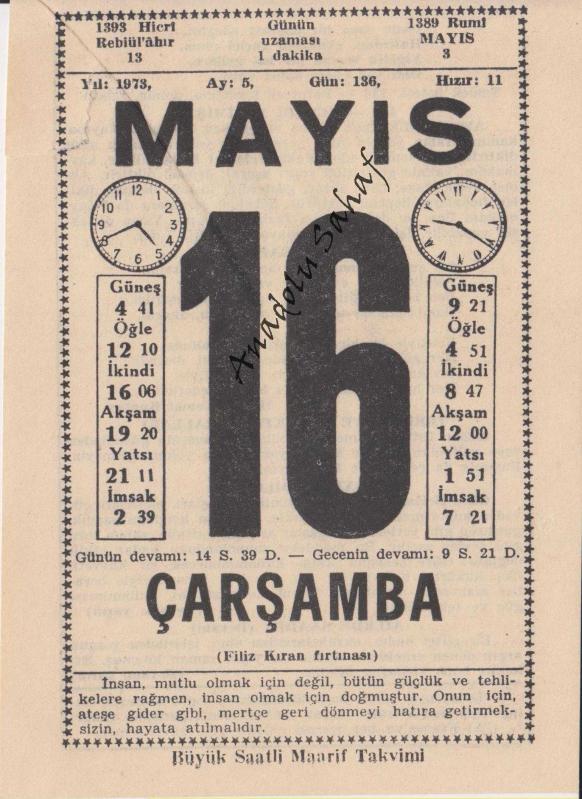 1393 Hicrî
Rebiül'âhır
13
Günün
uzaması
1 dakika
1389 Rumî
MAYIS
3
Yıl: 1973, Ay: 5, Gün: 136, Hızır: 11
MAYIS
16
Anadolu Sahaf
Güneş
4 41
Öğle
12 10
İkindi
16 06
Akşam
19 20
Yatsı
21 11
İmsak
2 39
Güneş
9 21
Öğle
4 51
İkindi
8 47
Akşam
12 00
Yatsı
1 51
İmsak
7 21
Günün devamı: 14 S. 39 D. — Gecenin devamı: 9 S. 21 D.
ÇARŞAMBA
(Filiz Kıran fırtınası)
İnsan, mutlu olmak için değil, bütün güçlük ve tehli-
kelere rağmen, insan olmak için doğmuştur. Onun için,
ateşe gider gibi, mertçe geri dönmeyi hatıra getirmek-
sizin, hayata atılmalıdır.
Büyük Saatli Maarif Takvimi